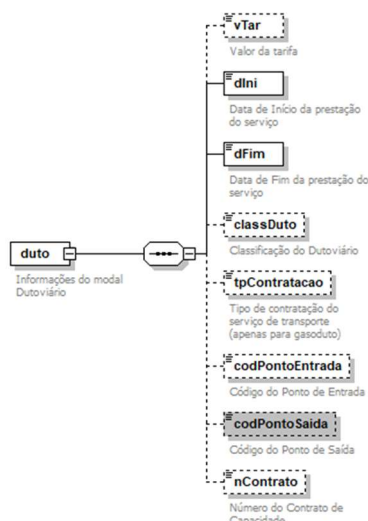 vTar
Valor da tarifa
dIni
Data de Início da prestação
do serviço
dFim
Data de Fim da prestação do
serviço
classDuto
Classificação do Dutoviário
duto
Informações do modal
Dutoviário
tpContratacao
Tipo de contratação do
serviço de transporte
(apenas para gasoduto)
codPontoEntrada
Código do Ponto de Entrada
codPontoSaida
Código do Ponto de Saída
nContrato
Número do Contrato de
Capacidade